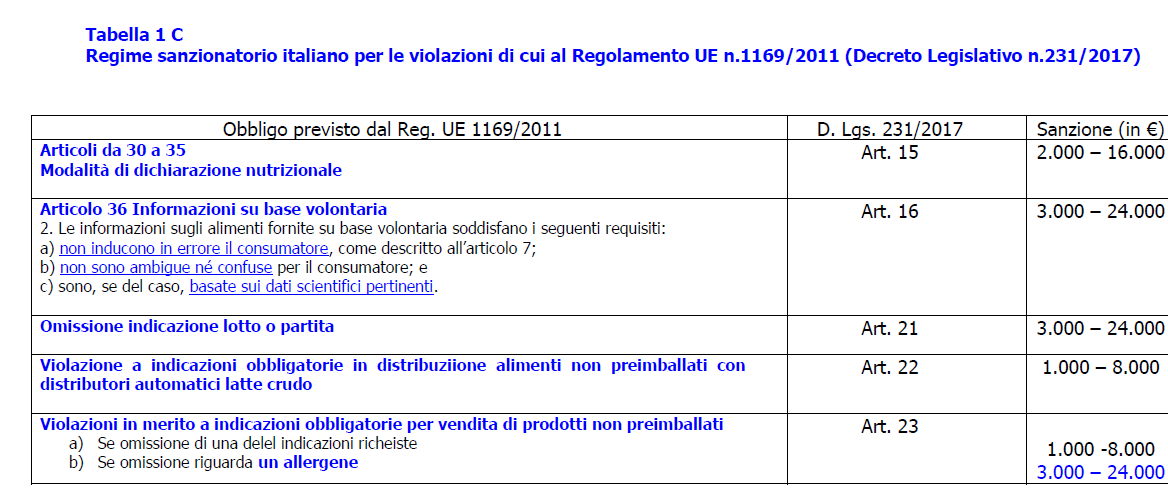 Tabella 1 C
Regime sanzionatorio italiano per le violazioni di cui al Regolamento UE n.1169/2011 (Decreto Legislativo n.231/2017)
Obbligo previsto dal Reg. UE 1169/2011 D. Lgs. 231/2017 Sanzione (in €)
Articoli da 30 a 35 Art. 15 2.000 – 16.000
Modalità di dichiarazione nutrizionale
Articolo 36 Informazioni su base volontaria Art. 16 3.000 – 24.000
2. Le informazioni sugli alimenti fornite su base volontaria soddisfano i seguenti requisiti:
a) non inducono in errore il consumatore, come descritto all’articolo 7;
b) non sono ambigue né confuse per il consumatore; e
c) sono, se del caso, basate sui dati scientifici pertinenti.
Omissione indicazione lotto o partita Art. 21 3.000 – 24.000
Violazione a indicazioni obbligatorie in distribuziione alimenti non preimballati con Art. 22 1.000 – 8.000
distributori automatici latte crudo
Violazioni in merito a indicazioni obbligatorie per vendita di prodotti non preimballati Art. 23
a) Se omissione di una delel indicazioni richeiste 1.000 -8.000
b) Se omissione riguarda un allergene 3.000 – 24.000